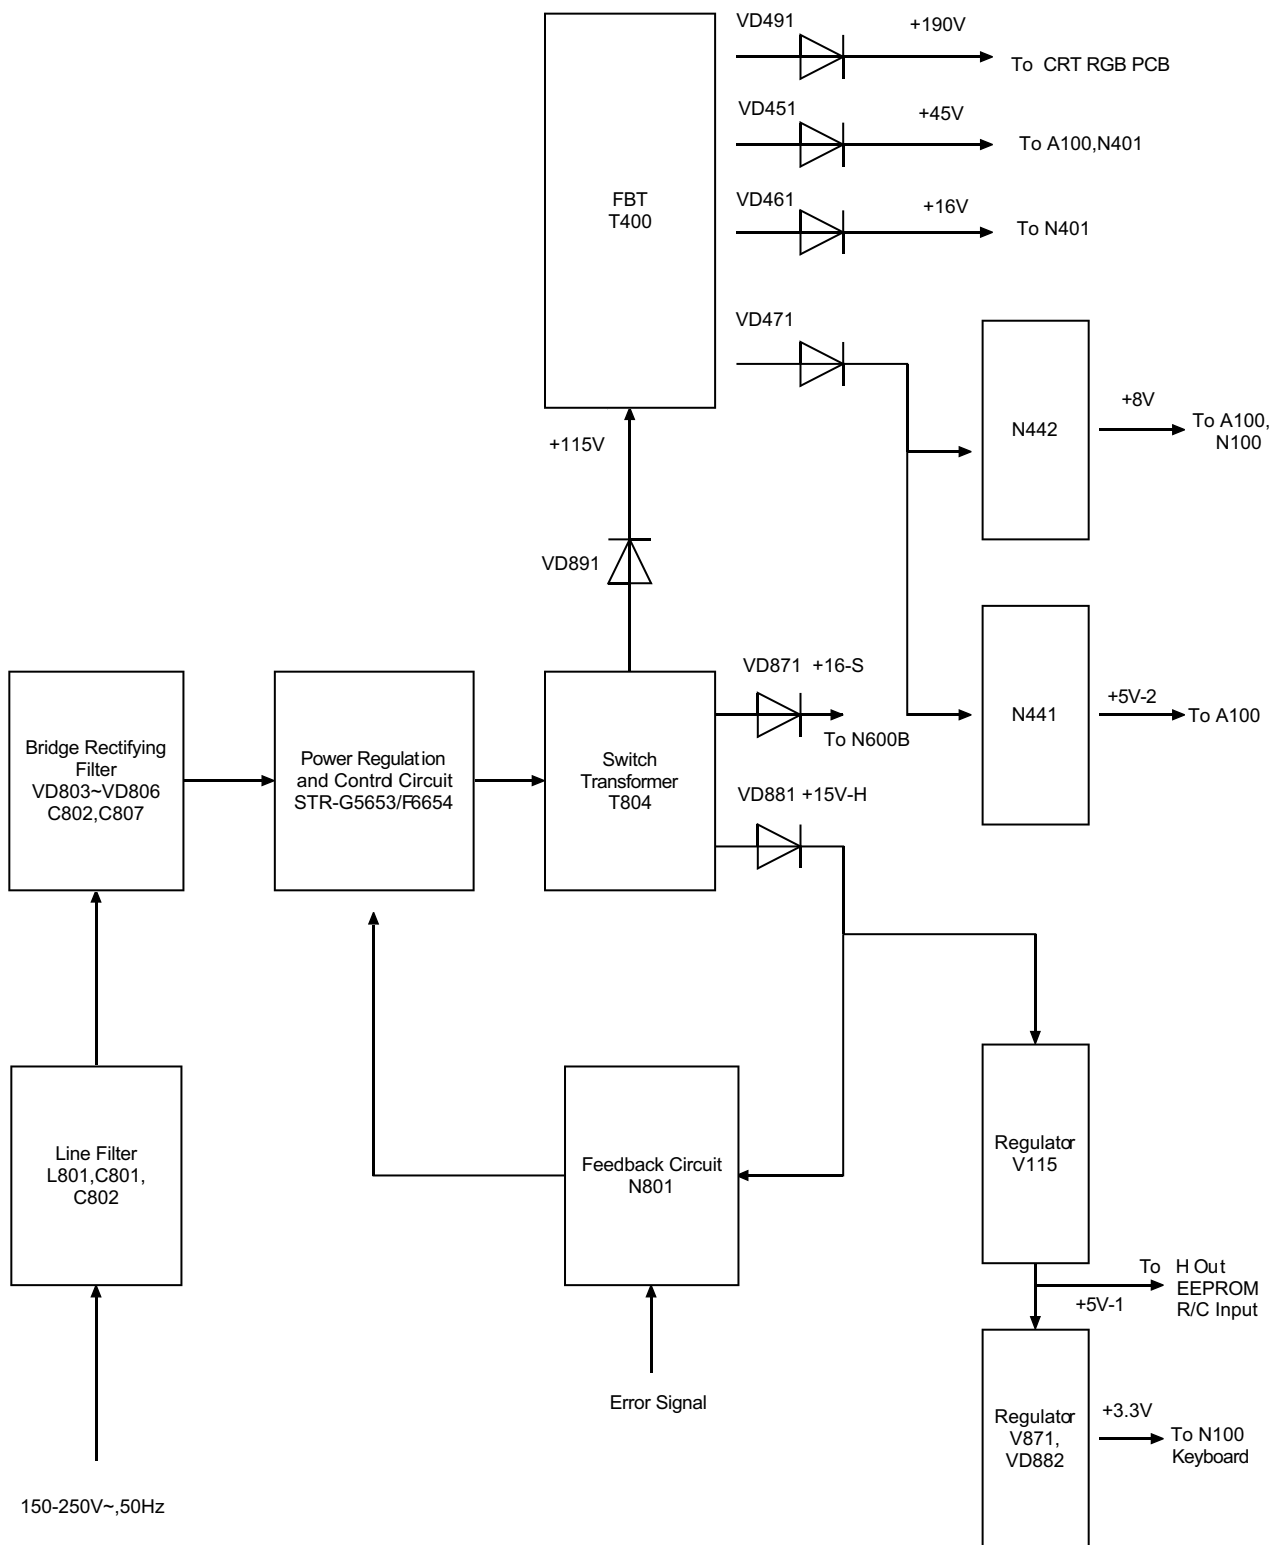 VD491
+190V
To CRT RGB PCB
VD451
+45V
To A100,N401
FBT
T400
VD461
+16V
To N401
VD471
N442
+8V
To A100,
N100
+115V
VD891
N441
+5V-2
To A100
VD871 +16-S
To N600B
Bridge Rectifying
Filter
VD803~VD806
C802,C807
Power Regulation
and Control Circuit
STR-G5653/F6654
Switch
Transformer
T804
VD881 +15V-H
Line Filter
L801,C801,
C802
Feedback Circuit
N801
Regulator
V115
To H Out
EEPROM
R/C Input
+5V-1
Error Signal
Regulator
V871,
VD882
+3.3V
To N100
Keyboard
150-250V~,50Hz